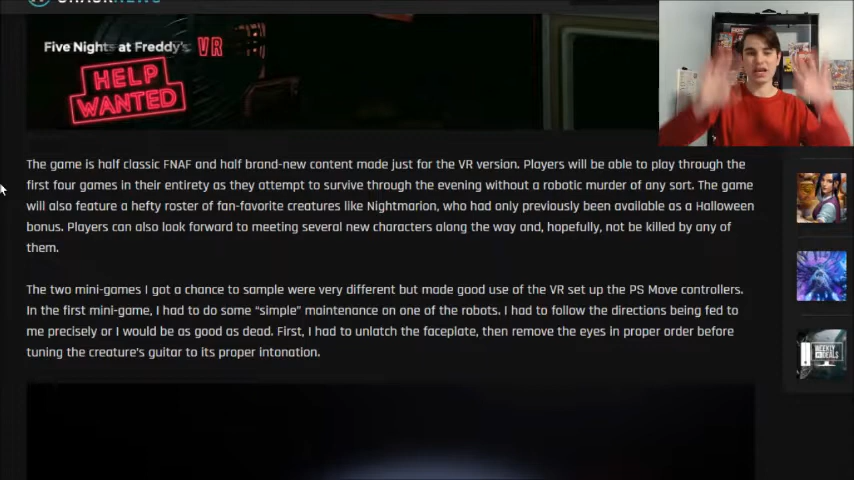 Five Nights at Freddy's VR
HELP
WANTED
The game is half classic FNAF and half brand-new content made just for the VR version. Players will be able to play through the
first four games in their entirety as they attempt to survive through the evening without a robotic murder of any sort. The game
will also feature a hefty roster of fan-favorite creatures like Nightmarion, who had only previously been available as a Halloween
bonus. Players can also look forward to meeting several new characters along the way and, hopefully, not be killed by any of
them.
The two mini-games I got a chance to sample were very different but made good use of the VR set up the PS Move controllers.
In the first mini-game, I had to do some “simple” maintenance on one of the robots. I had to follow the directions being fed to
me precisely or I would be as good as dead. First, I had to unlatch the faceplate, then remove the eyes in proper order before
tuning the creature's guitar to its proper intonation.
WEEKLY
DEALS